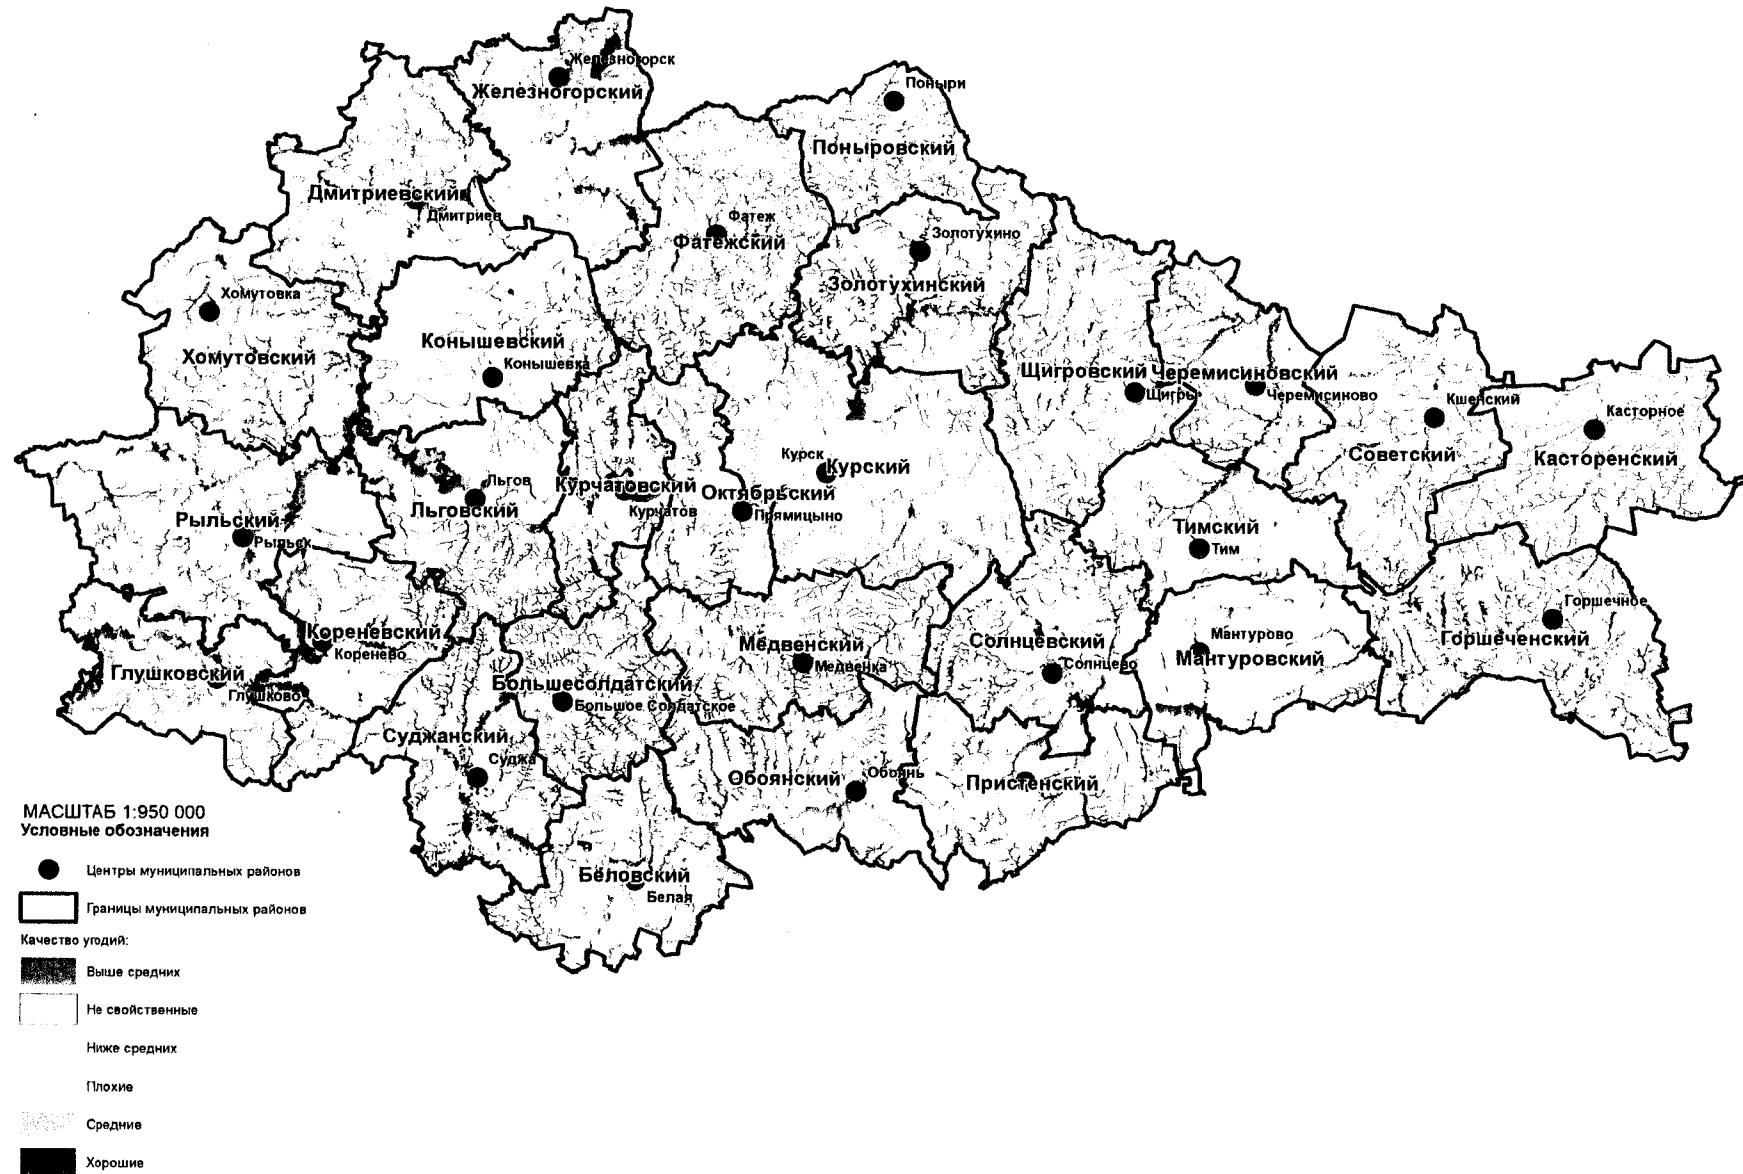 Железногорск
Железногорский
Поныри
Поныровский
Дмитриевский
Дмитриев
Фатеж
Фатежский
Золотухино
Золотухинский
Хомутовка
Хомутовский
Конышевский
Конышевка
Щигровский
Щигры
Черемисиновский
Черемисиново
Кшенский
Советский
Касторное
Касторенский
Курск
Курский
Льгов
Льговский
Курчатовский
Курчатов
Октябрьский
Прямицыно
Рыльский
Рыльск
Тимский
Тим
Горшечное
Горшеченский
Кореневский
Коренево
Глушковский
Глушково
Медвенский
Медвенка
Солнцевский
Солнцево
Мантурово
Мантуровский
Большесолдатский
Большое Солдатское
Суджанский
Суджа
Обоянский
Обоянь
Пристенский
Беловский
Белая
МАСШТАБ 1:950 000
Условные обозначения
Центры муниципальных районов
Границы муниципальных районов
Качество угодий:
Выше средних
Не свойственные
Ниже средних
Плохие
Средние
Хорошие